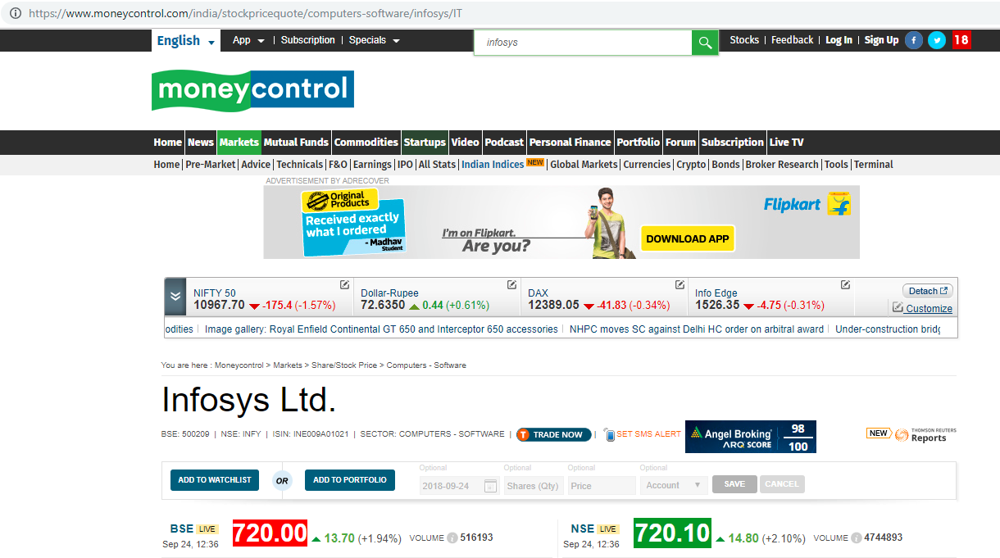 https://www.moneycontrol.com/india/stockpricequote/computers-software/infosys/IT
English App | Subscription | Specials infosys Stocks | Feedback | Log In | Sign Up f 18
moneycontrol
Home News Markets Mutual Funds Commodities Startups Video Podcast Personal Finance Portfolio Forum Subscription Live TV
Home | Pre-Market | Advice | Technicals | F&O | Earnings | IPO | All Stats | Indian Indices NEW | Global Markets | Currencies | Crypto | Bonds | Broker Research | Tools | Terminal
ADVERTISEMENT BY ADRECOVER
Original
Products
Received exactly
what I ordered
- Madhav
Student
I'm on Flipkart.
Are you?
DOWNLOAD APP
Flipkart
NIFTY 50 Dollar-Rupee DAX Info Edge Detach
10967.70 -175.4 (-1.57%) 72.6350 0.44 (+0.61%) 12389.05 -41.83 (-0.34%) 1526.35 -4.75 (-0.31%) Customize
odities | Image gallery: Royal Enfield Continental GT 650 and Interceptor 650 accessories | NHPC moves SC against Delhi HC order on arbitral award | Under-construction bridg
You are here : Moneycontrol > Markets > Share/Stock Price > Computers - Software
Infosys Ltd.
BSE: 500209 | NSE: INFY | ISIN: INE009A01021 | SECTOR: COMPUTERS - SOFTWARE | T TRADE NOW | SET SMS ALERT
Angel Broking
ARQ SCORE
98
100
NEW THOMSON REUTERS
Reports
ADD TO WATCHLIST OR ADD TO PORTFOLIO
Optional Optional Optional Optional
2018-09-24 Shares (Qty) Price Account SAVE CANCEL
BSE LIVE 720.00 13.70 (+1.94%) VOLUME i 516193
Sep 24, 12:36
NSE LIVE 720.10 14.80 (+2.10%) VOLUME i 4744893
Sep 24, 12:36